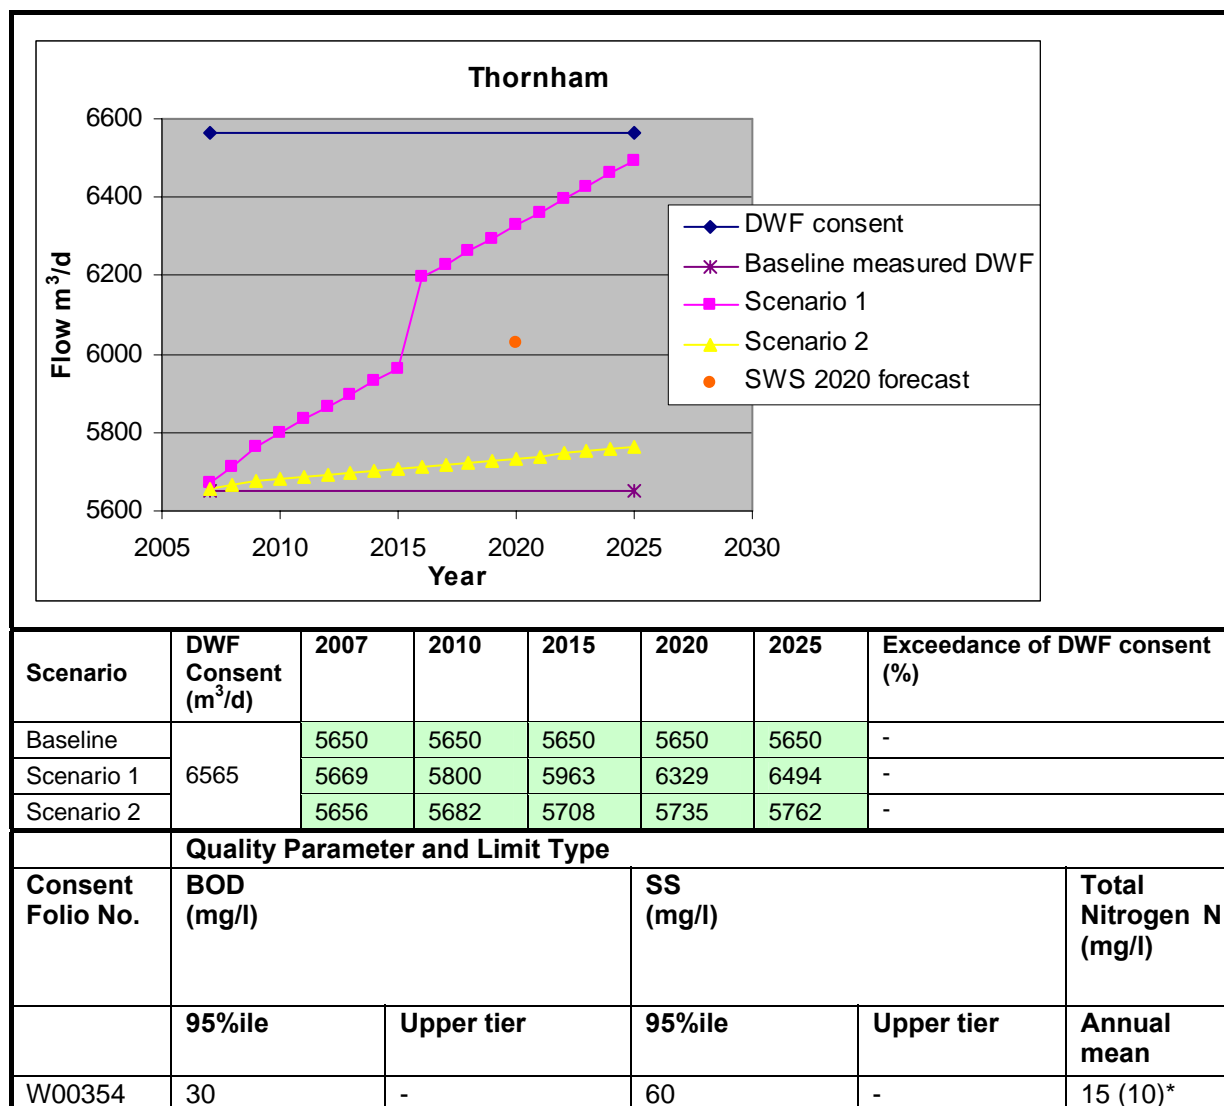 Thornham
6600
6400
6200
6000
5800
5600
Flow m³/d
2005 2010 2015 2020 2025 2030
Year
DWF consent
Baseline measured DWF
Scenario 1
Scenario 2
SWS 2020 forecast
Scenario DWF Consent (m³/d) 2007 2010 2015 2020 2025 Exceedance of DWF consent (%)
Baseline 6565 5650 5650 5650 5650 5650 -
Scenario 1 5669 5800 5963 6329 6494 -
Scenario 2 5656 5682 5708 5735 5762 -
Quality Parameter and Limit Type
Consent Folio No. BOD (mg/l) SS (mg/l) Total Nitrogen N (mg/l)
95%ile Upper tier 95%ile Upper tier Annual mean
W00354 30 - 60 - 15 (10)*